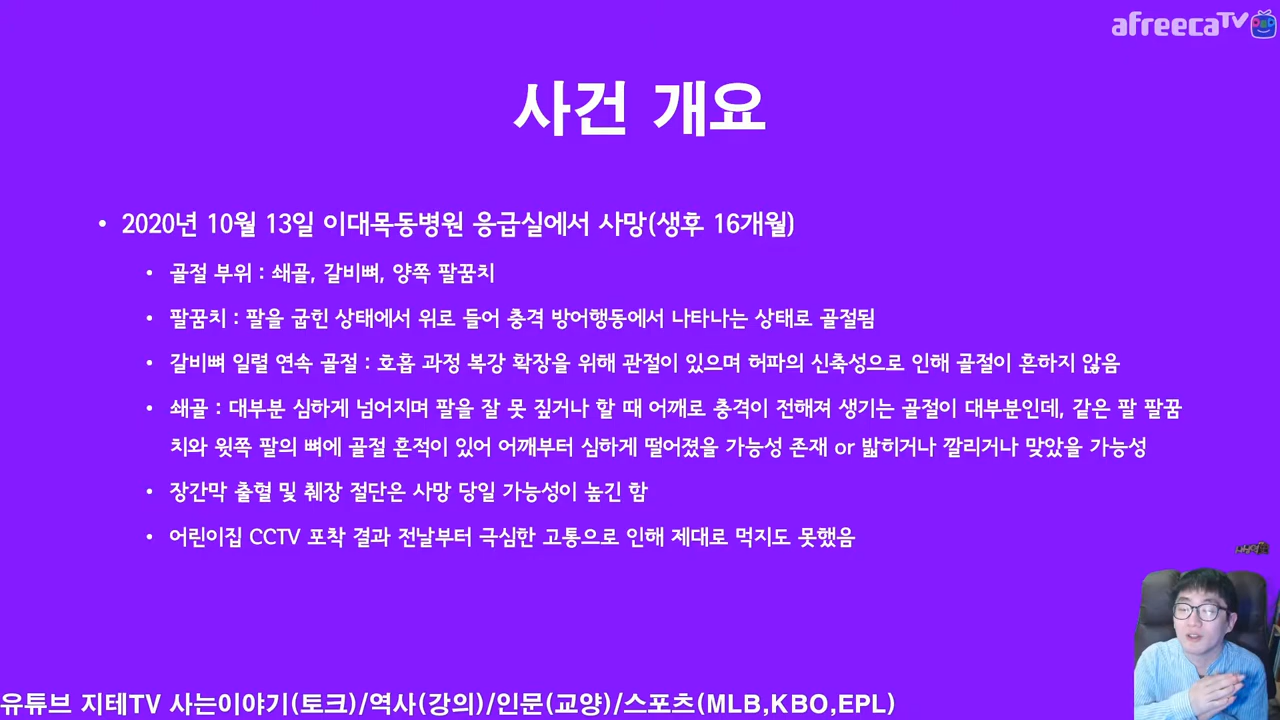 afreecaTV
사건 개요
• 2020년 10월 13일 이대목동병원 응급실에서 사망(생후 16개월)
• 골절 부위 : 쇄골, 갈비뼈, 양쪽 팔꿈치
• 팔꿈치 : 팔을 굽힌 상태에서 위로 들어 충격 방어행동에서 나타나는 상태로 골절됨
• 갈비뼈 일렬 연속 골절 : 호흡 과정 복강 확장을 위해 관절이 있으며 허파의 신축성으로 인해 골절이 흔하지 않음
• 쇄골 : 대부분 심하게 넘어지며 팔을 잘 못 짚거나 할 때 어깨로 충격이 전해져 생기는 골절이 대부분인데, 같은 팔 팔꿈
치와 윗쪽 팔의 뼈에 골절 흔적이 있어 어깨부터 심하게 떨어졌을 가능성 존재 or 밟히거나 깔리거나 맞았을 가능성
• 장간막 출혈 및 췌장 절단은 사망 당일 가능성이 높긴 함
• 어린이집 CCTV 포착 결과 전날부터 극심한 고통으로 인해 제대로 먹지도 못했음
유튜브 지테TV 사는이야기(토크)/역사(강의)/인문(교양)/스포츠(MLB,KBO,EPL)